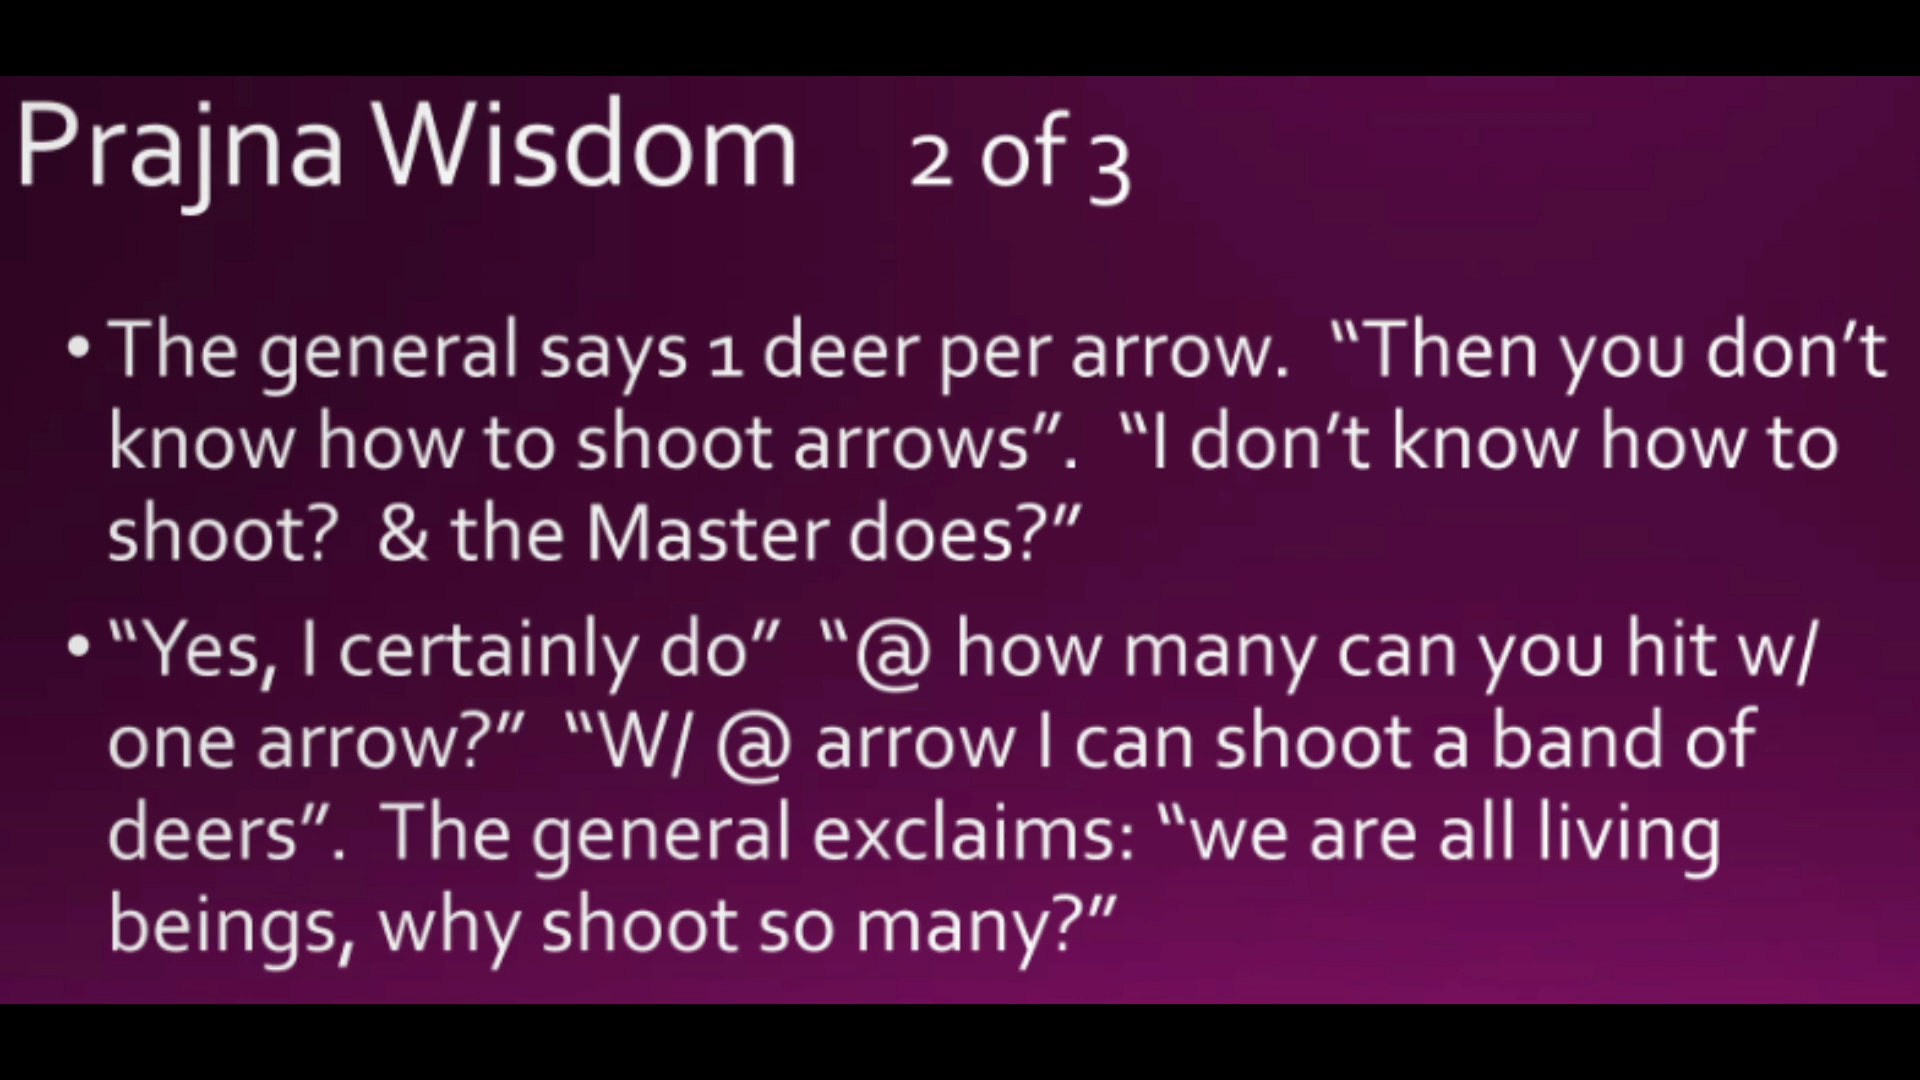 Prajna Wisdom 2 of 3
• The general says 1 deer per arrow. “Then you don’t
know how to shoot arrows”. “I don’t know how to
shoot? & the Master does?”
• “Yes, I certainly do” “@ how many can you hit w/
one arrow?” “W/ @ arrow I can shoot a band of
deers”. The general exclaims: “we are all living
beings, why shoot so many?”